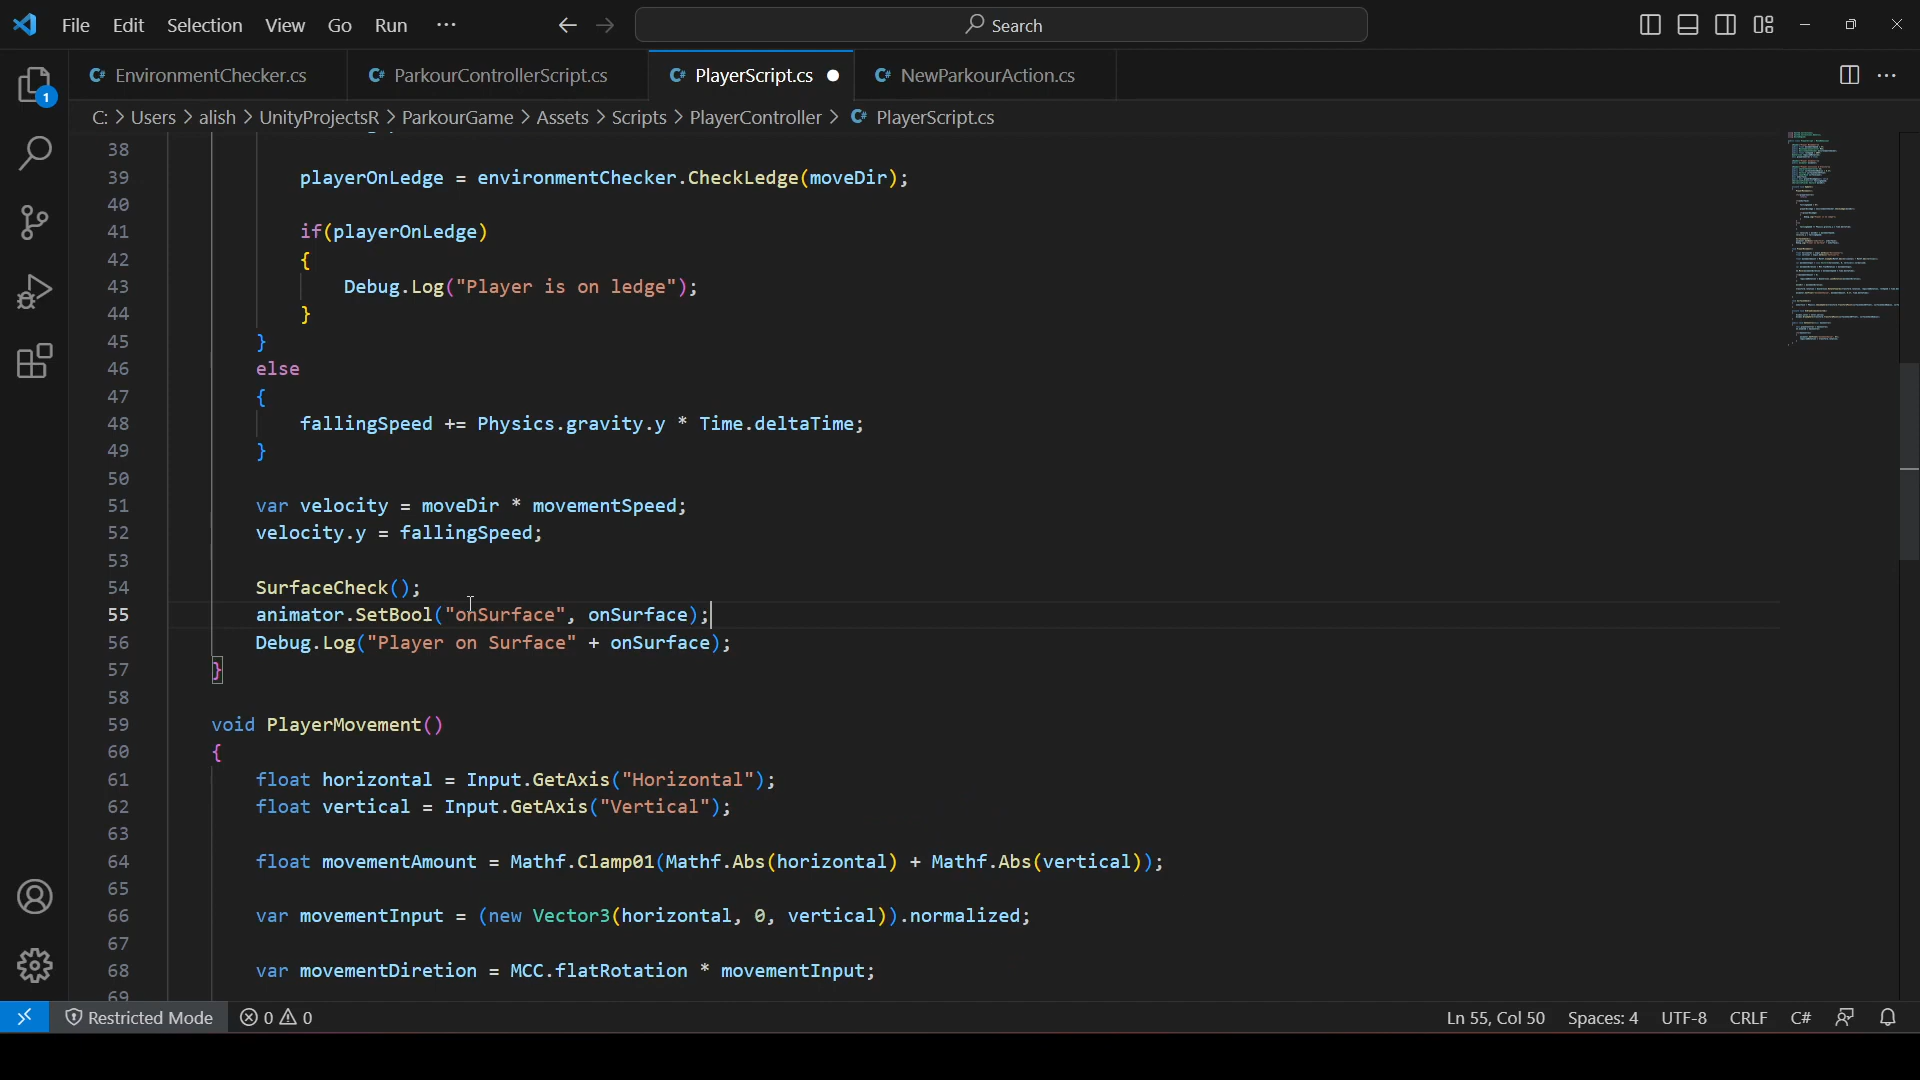 File Edit Selection View Go Run ··· Search
EnvironmentChecker.cs ParkourControllerScript.cs PlayerScript.cs NewParkourAction.cs
1
C: > Users > alish > UnityProjectsR > ParkourGame > Assets > Scripts > PlayerController > PlayerScript.cs
38
39 playerOnLedge = environmentChecker.CheckLedge(moveDir);
40
41 if(playerOnLedge)
42 {
43 Debug.Log("Player is on ledge");
44 }
45 }
46 else
47 {
48 fallingSpeed += Physics.gravity.y * Time.deltaTime;
49 }
50
51 var velocity = moveDir * movementSpeed;
52 velocity.y = fallingSpeed;
53
54 SurfaceCheck();
55 animator.SetBool("onSurface", onSurface);
56 Debug.Log("Player on Surface" + onSurface);
57 }
58
59 void PlayerMovement()
60 {
61 float horizontal = Input.GetAxis("Horizontal");
62 float vertical = Input.GetAxis("Vertical");
63
64 float movementAmount = Mathf.Clamp01(Mathf.Abs(horizontal) + Mathf.Abs(vertical));
65
66 var movementInput = (new Vector3(horizontal, 0, vertical)).normalized;
67
68 var movementDiretion = MCC.flatRotation * movementInput;
69
Restricted Mode 0 0 Ln 55, Col 50 Spaces: 4 UTF-8 CRLF C#